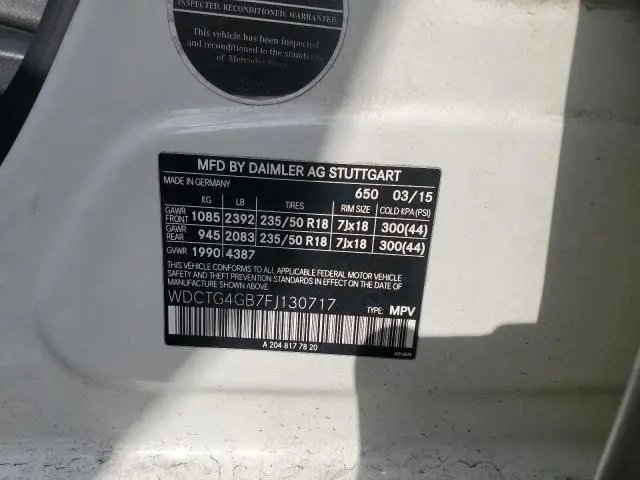 INSPECTED, RECONDITIONED, WARRANTED.
This vehicle has been inspected
and reconditioned to the standards
of Mercedes-Benz
MFD BY DAIMLER AG STUTTGART
MADE IN GERMANY 650 03/15
KG LB TIRES RIM SIZE COLD KPA(PSI)
GAWR FRONT 1085 2392 235/50 R18 7Jx18 300(44)
GAWR REAR 945 2083 235/50 R18 7Jx18 300(44)
GVWR 1990 4387
THIS VEHICLE CONFORMS TO ALL APPLICABLE FEDERAL MOTOR VEHICLE
SAFETY AND THEFT PREVENTION STANDARDS IN EFFECT ON THE DATE OF
MANUFACTURE SHOWN ABOVE.
WDCTG4GB7FJ130717 TYPE: MPV
A 204 817 78 20